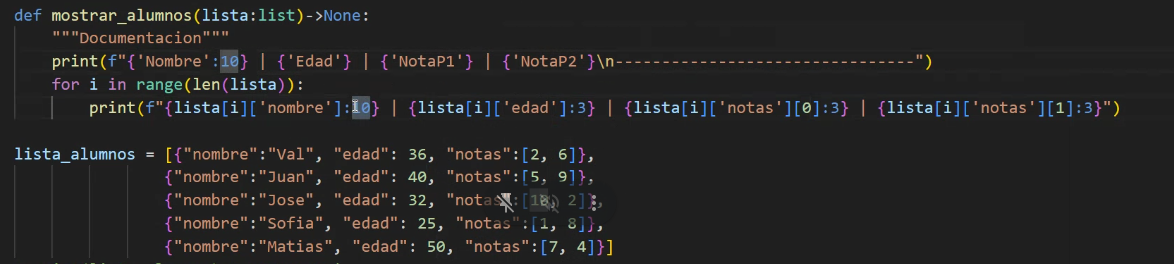 def mostrar_alumnos(lista:list)->None:
    """Documentacion"""
    print(f"{'Nombre':10} | {'Edad'} | {'NotaP1'} | {'NotaP2'}\n------------------------------")
    for i in range(len(lista)):
        print(f"{lista[i]['nombre']:10} | {lista[i]['edad']:3} | {lista[i]['notas'][0]:3} | {lista[i]['notas'][1]:3}")
lista_alumnos = [{"nombre":"Val", "edad": 36, "notas":[2, 6]},
                 {"nombre":"Juan", "edad": 40, "notas":[5, 9]},
                 {"nombre":"Jose", "edad": 32, "notas":[10, 2]},
                 {"nombre":"Sofia", "edad": 25, "notas":[1, 8]},
                 {"nombre":"Matias", "edad": 50, "notas":[7, 4]}]